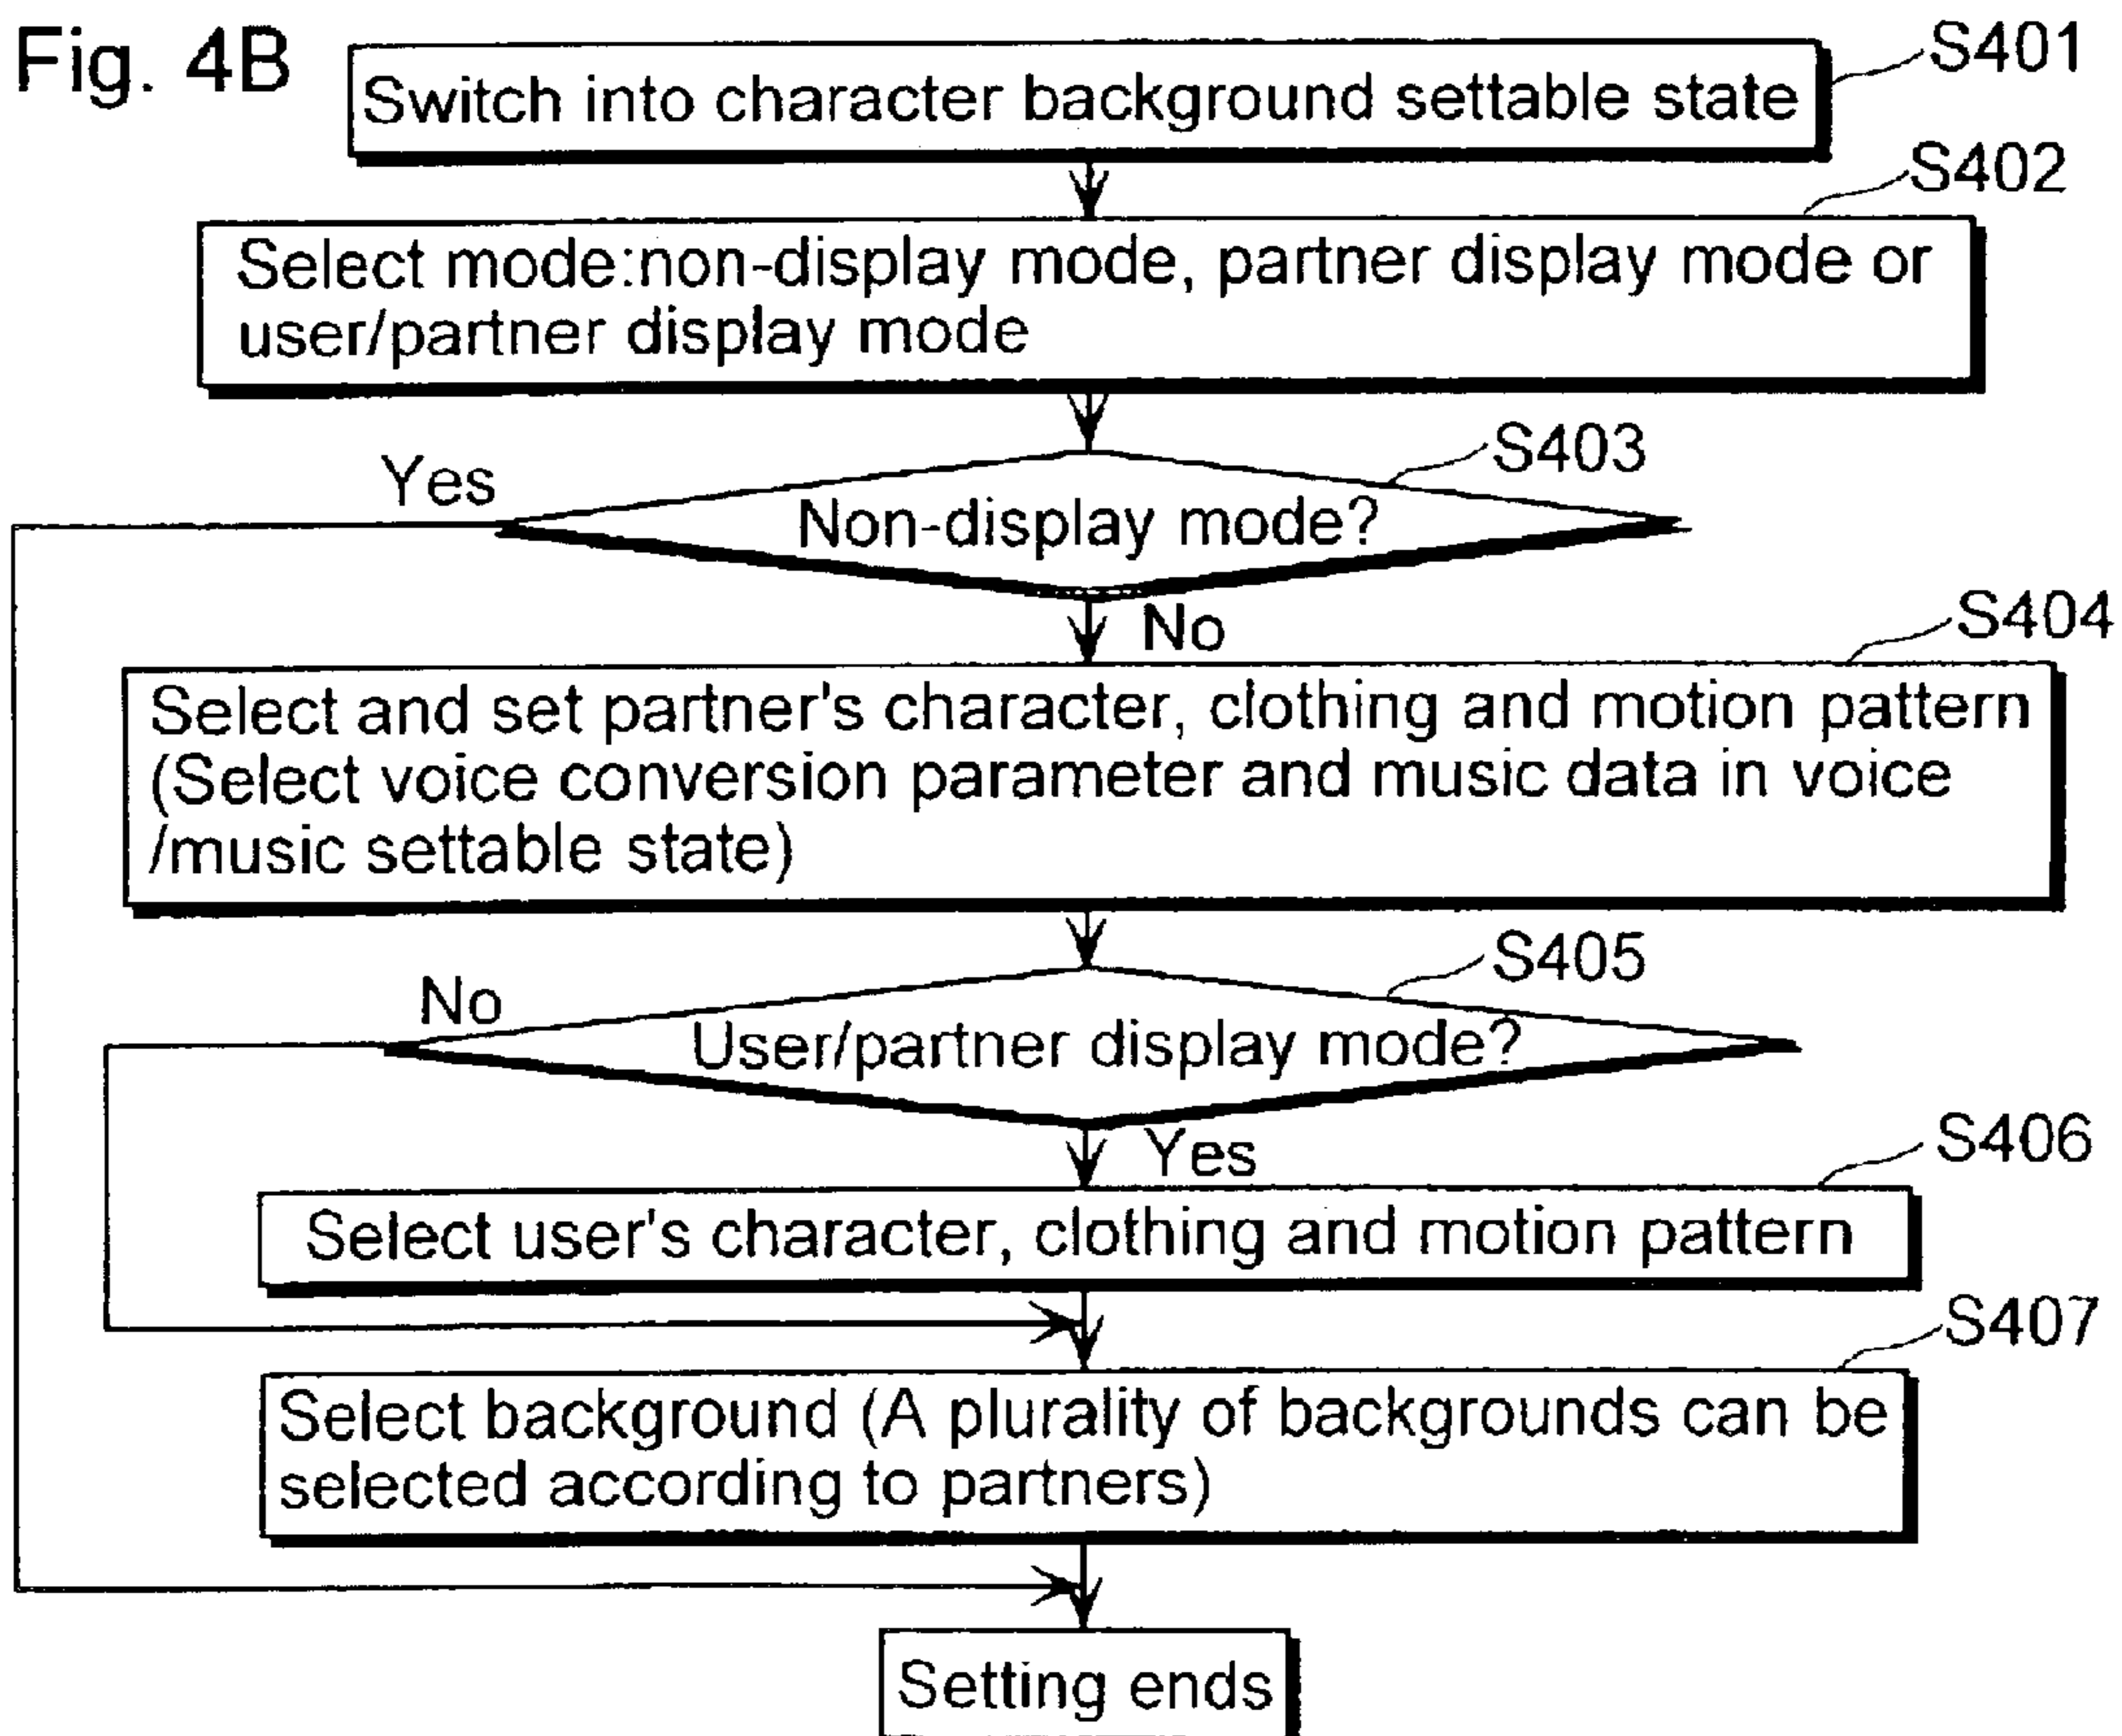 Fig. 4B
Switch into character background settable state
S401
S402
Select mode:non-display mode, partner display mode or
user/partner display mode
S403
Yes
Non-display mode?
No
S404
Select and set partner's character, clothing and motion pattern
(Select voice conversion parameter and music data in voice
/music settable state)
S405
No
User/partner display mode?
Yes
S406
Select user's character, clothing and motion pattern
S407
Select background (A plurality of backgrounds can be
selected according to partners)
Setting ends